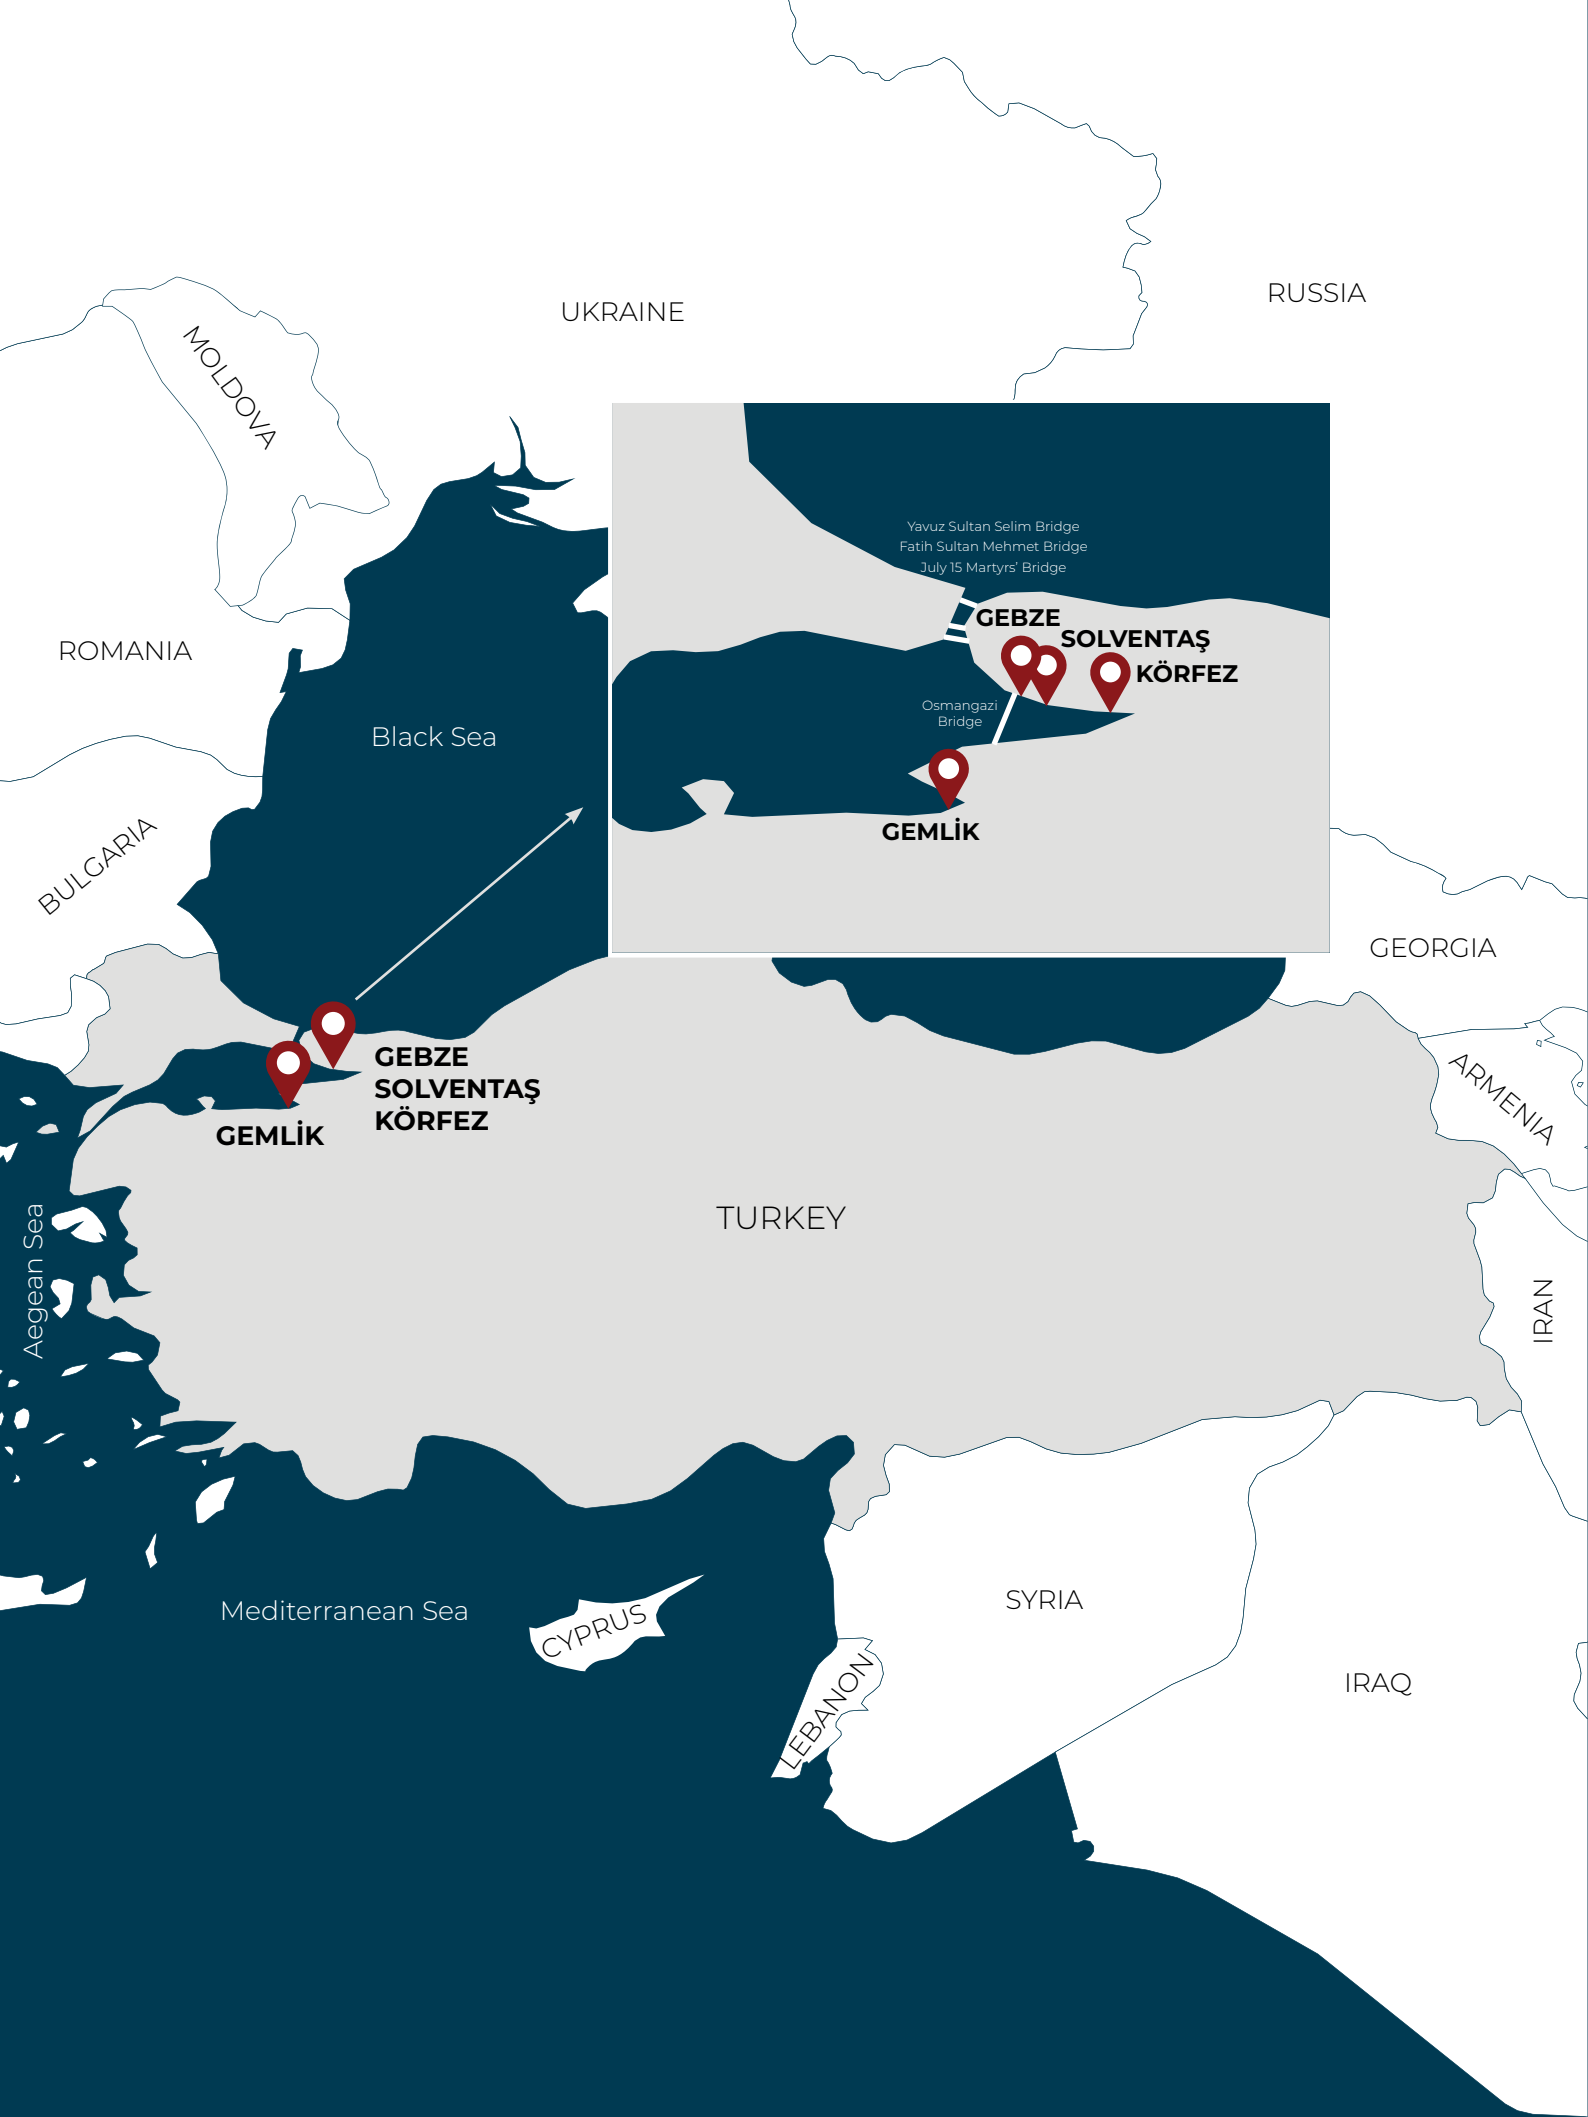 UKRAINE
RUSSIA
MOLDOVA
Yavuz Sultan Selim Bridge
Fatih Sultan Mehmet Bridge
July 15 Martyrs’ Bridge
GEBZE
SOLVENTAŞ
KÖRFEZ
Osmangazi
Bridge
GEMLİK
ROMANIA
Black Sea
BULGARIA
GEORGIA
GEBZE
SOLVENTAŞ
KÖRFEZ
GEMLİK
ARMENIA
TURKEY
Aegean Sea
IRAN
Mediterranean Sea
CYPRUS
SYRIA
LEBANON
IRAQ